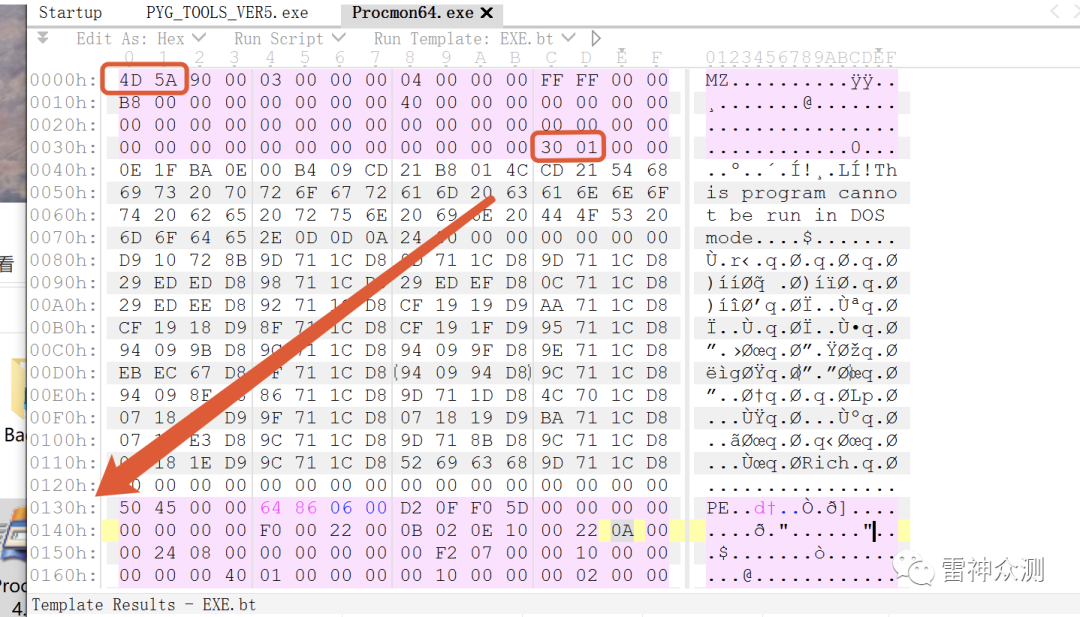 Startup PYG_TOOLS_VER5.exe Procmon64.exe ✕
Edit As: Hex Run Script Run Template: EXE.bt
0 1 2 3 4 5 6 7 8 9 A B C D E F 0123456789ABCDEF
0000h: 4D 5A 90 00 03 00 00 00 04 00 00 00 FF FF 00 00 MZ..........ÿÿ..
0010h: B8 00 00 00 00 00 00 00 40 00 00 00 00 00 00 00 ¸.......@.......
0020h: 00 00 00 00 00 00 00 00 00 00 00 00 00 00 00 00 ................
0030h: 00 00 00 00 00 00 00 00 00 00 00 00 30 01 00 00 ............0...
0040h: 0E 1F BA 0E 00 B4 09 CD 21 B8 01 4C CD 21 54 68 ..º..´.Í!¸.LÍ!Th
0050h: 69 73 20 70 72 6F 67 72 61 6D 20 63 61 6E 6E 6F is program canno
0060h: 74 20 62 65 20 72 75 6E 20 69 6E 20 44 4F 53 20 t be run in DOS
0070h: 6D 6F 64 65 2E 0D 0D 0A 24 00 00 00 00 00 00 00 mode....$.......
0080h: D9 10 72 8B 9D 71 1C D8 9D 71 1C D8 9D 71 1C D8 Ù.r‹.q.Ø.q.Ø.q.Ø
0090h: 29 ED ED D8 98 71 1C 29 ED EF D8 0C 71 1C D8 )ííØ˜q .Ø)íïØ.q.Ø
00A0h: 29 ED EE D8 92 71 D8 CF 19 19 D9 AA 71 1C D8 )íîØ’q.ØÏ..Ùªq.Ø
00B0h: CF 19 18 D9 8F 71 1C D8 CF 19 1F D9 95 71 1C D8 Ï..Ù.q.ØÏ..Ù•q.Ø
00C0h: 94 09 9B D8 9C 71 1C D8 94 09 9F D8 9E 71 1C D8 ”.›Øœq.Ø”.ŸØžq.Ø
00D0h: EB EC 67 D8 71 1C D8 (94 09 94 D8) 9C 71 1C D8 ëìgØŸq.Ø”.”Øœq.Ø
00E0h: 94 09 8E 86 71 1C D8 9D 71 1D D8 4C 70 1C D8 ”..Ø†q.Ø.q.ØLp.Ø
00F0h: 07 18 D9 9F 71 1C D8 07 18 19 D9 BA 71 1C D8 ...ÙŸq.Ø...Ùºq.Ø
0100h: 07 E3 D8 9C 71 1C D8 9D 71 8B D8 9C 71 1C D8 ..ãØœq.Ø.q‹Øœq.Ø
0110h: 18 1E D9 9C 71 1C D8 52 69 63 68 9D 71 1C D8 ...Ùœq.ØRich.q.Ø
0120h: 00 00 00 00 00 00 00 00 00 00 00 00 00 00 00 ................
0130h: 50 45 00 00 64 86 06 00 D2 0F F0 5D 00 00 00 00 PE..d†..Ò.ð]....
0140h: 00 00 00 00 F0 00 22 00 0B 02 0E 10 00 22 0A 00 ....ð."......"..
0150h: 00 24 08 00 00 00 00 00 00 F2 07 00 00 10 00 00 .$.......ò......
0160h: 00 00 00 40 01 00 00 00 00 10 00 00 00 02 00 00 ...@............
看
Ba
Proc
4.
雷神众测
Template Results - EXE.bt